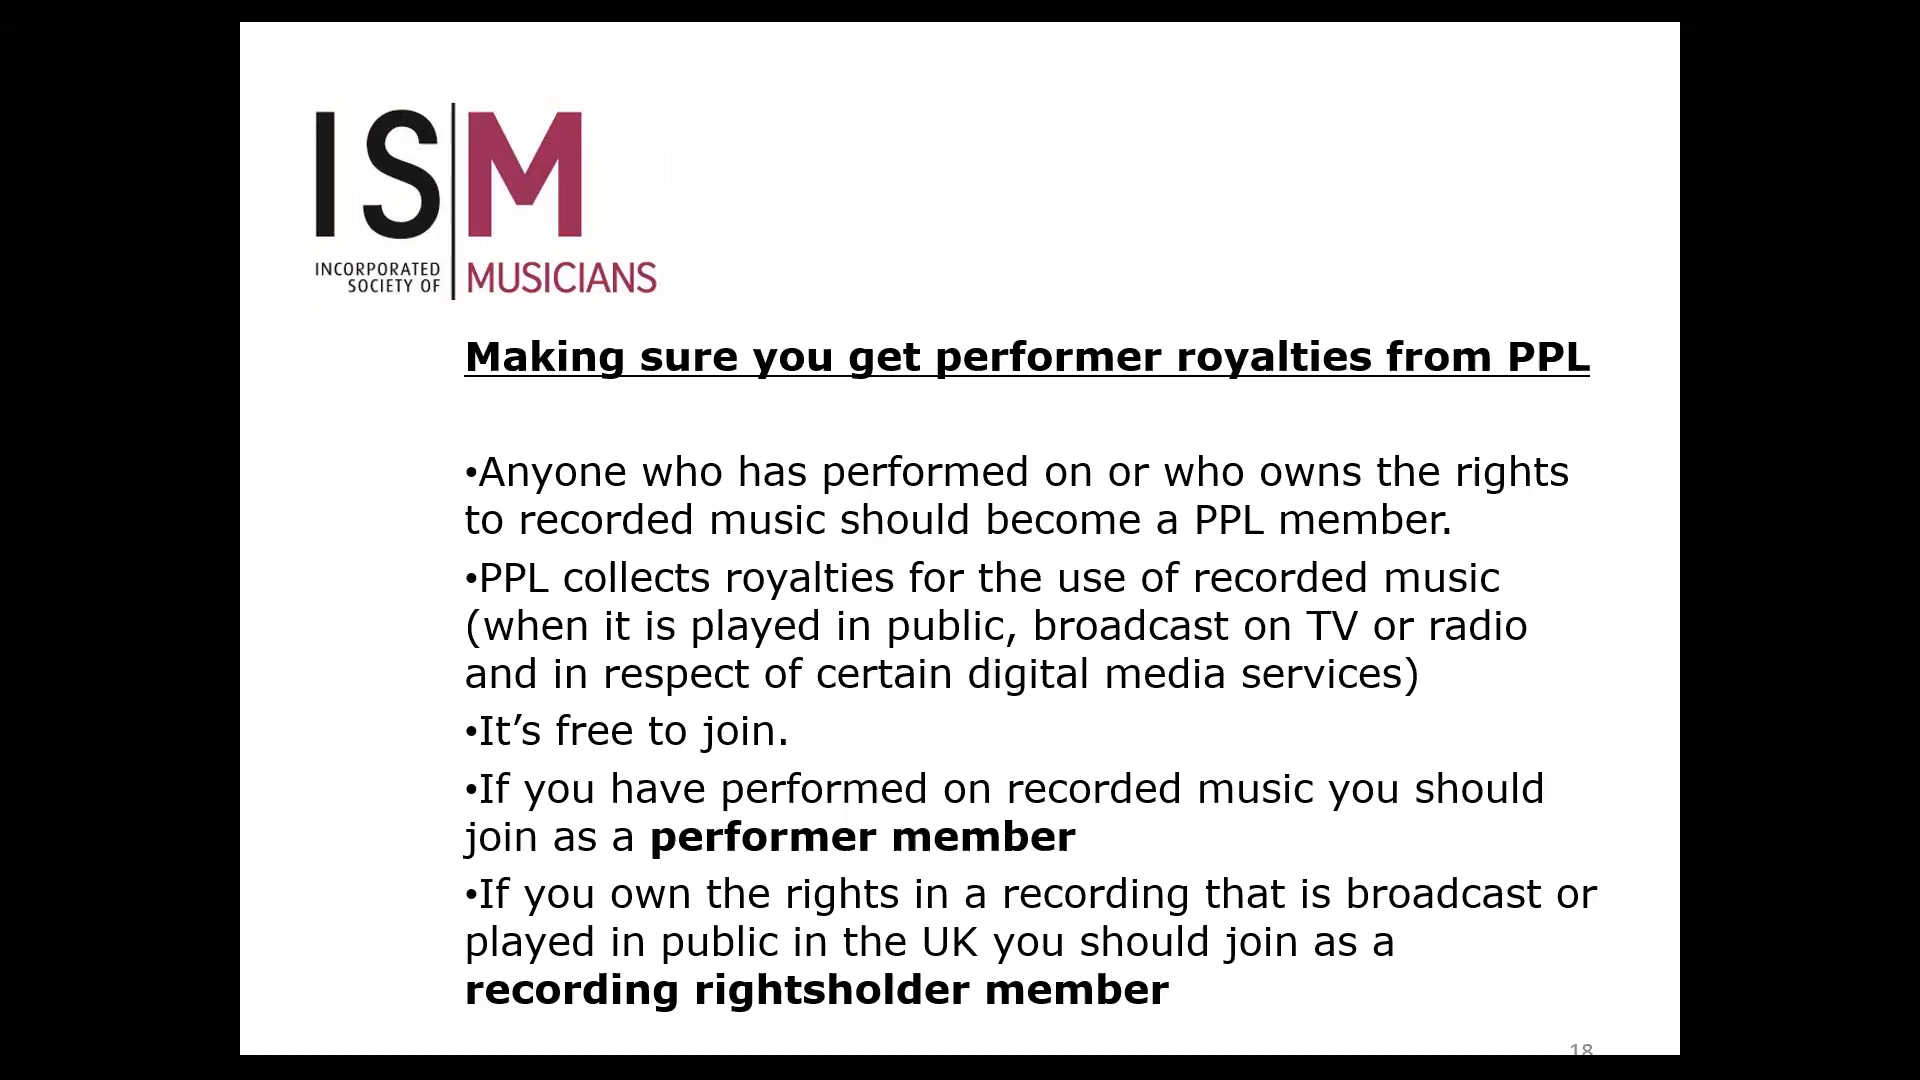 ISM
INCORPORATED
SOCIETY OF
MUSICIANS
Making sure you get performer royalties from PPL
•Anyone who has performed on or who owns the rights
to recorded music should become a PPL member.
•PPL collects royalties for the use of recorded music
(when it is played in public, broadcast on TV or radio
and in respect of certain digital media services)
•It’s free to join.
•If you have performed on recorded music you should
join as a performer member
•If you own the rights in a recording that is broadcast or
played in public in the UK you should join as a
recording rightsholder member
18